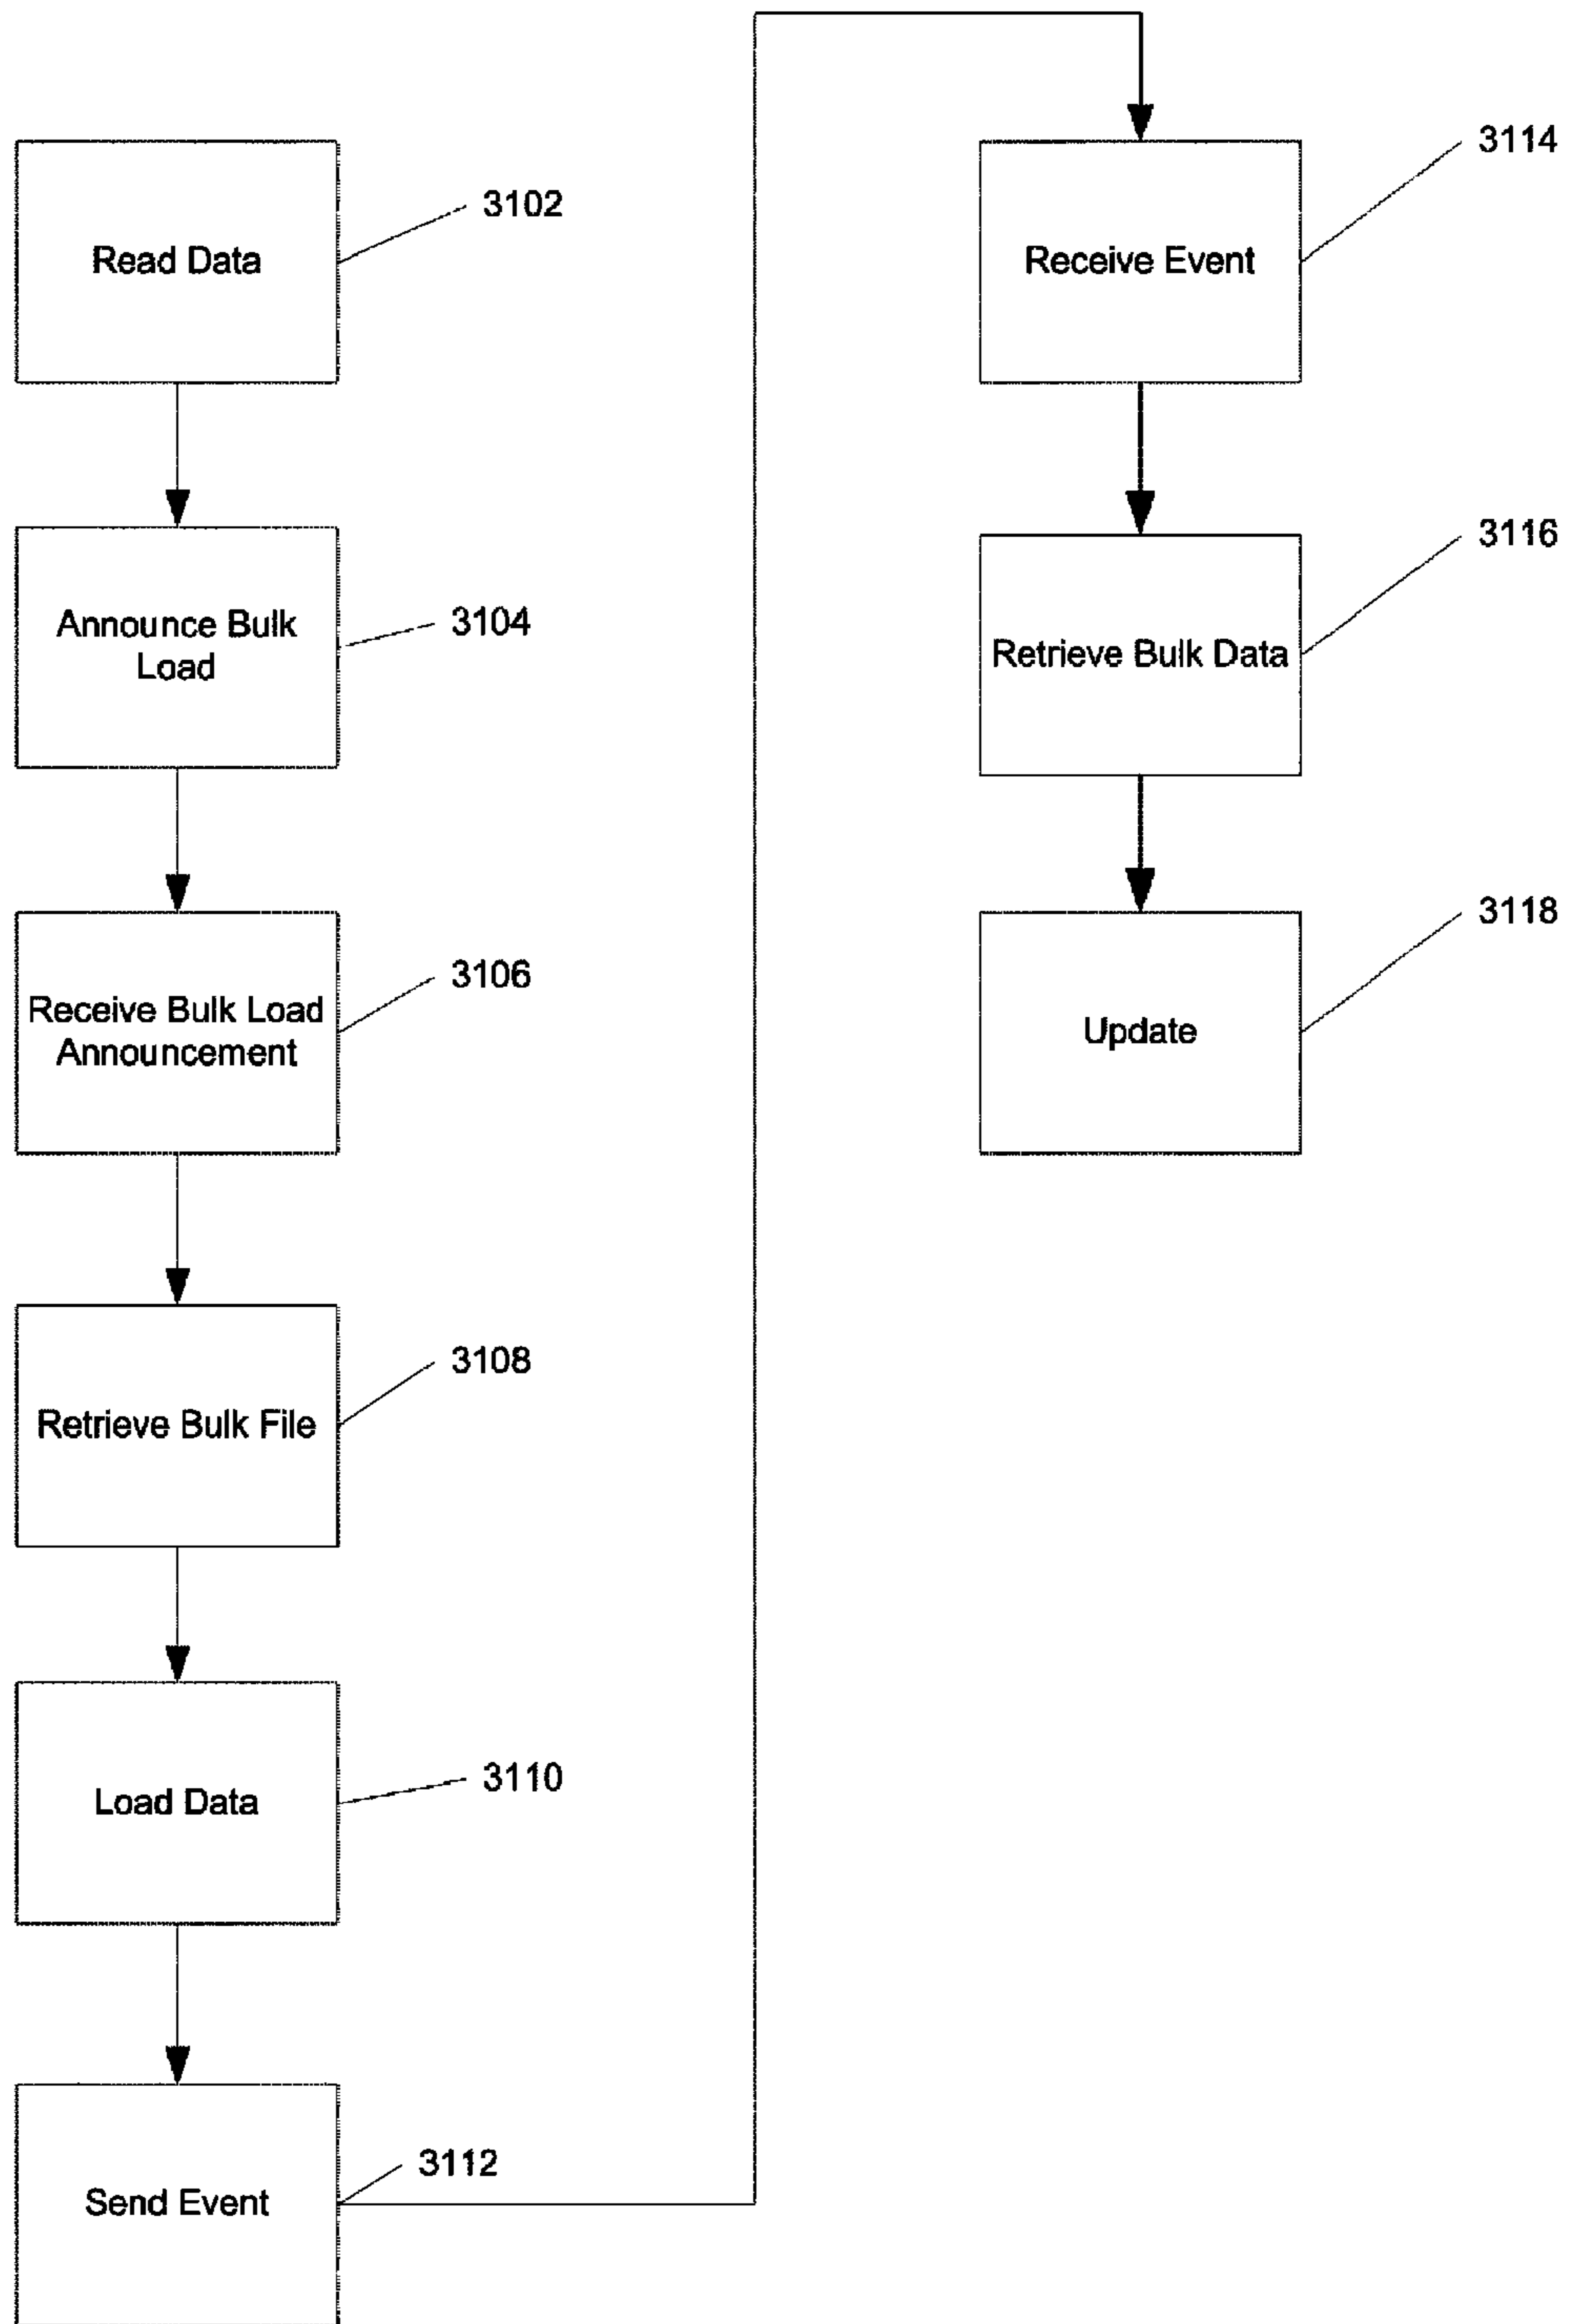 Read Data
3102
Announce Bulk
Load
3104
Receive Bulk Load
Announcement
3106
Retrieve Bulk File
3108
Load Data
3110
Send Event
3112
Receive Event
3114
Retrieve Bulk Data
3116
Update
3118